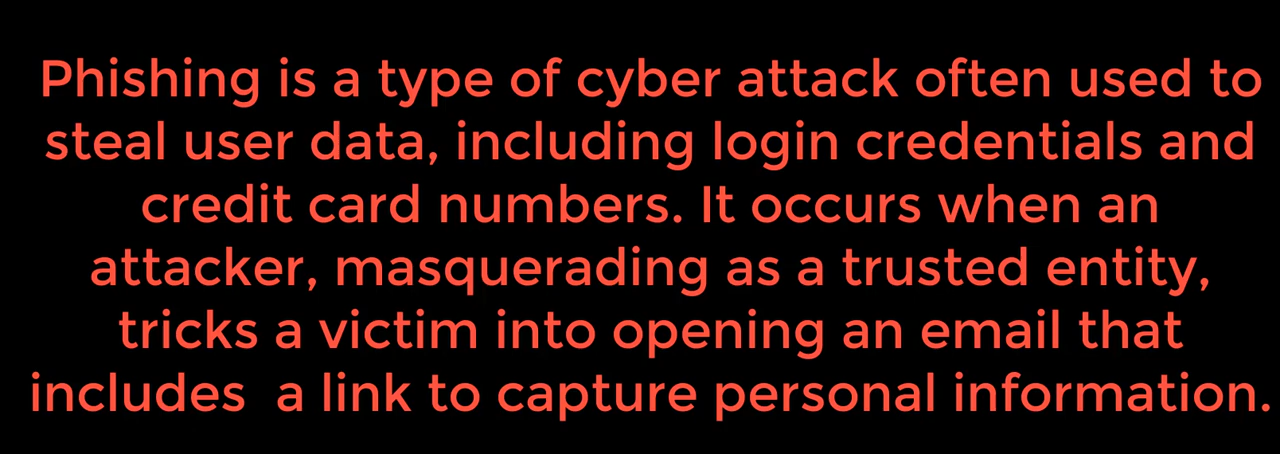 Phishing is a type of cyber attack often used to
steal user data, including login credentials and
credit card numbers. It occurs when an
attacker, masquerading as a trusted entity,
tricks a victim into opening an email that
includes  a link to capture personal information.